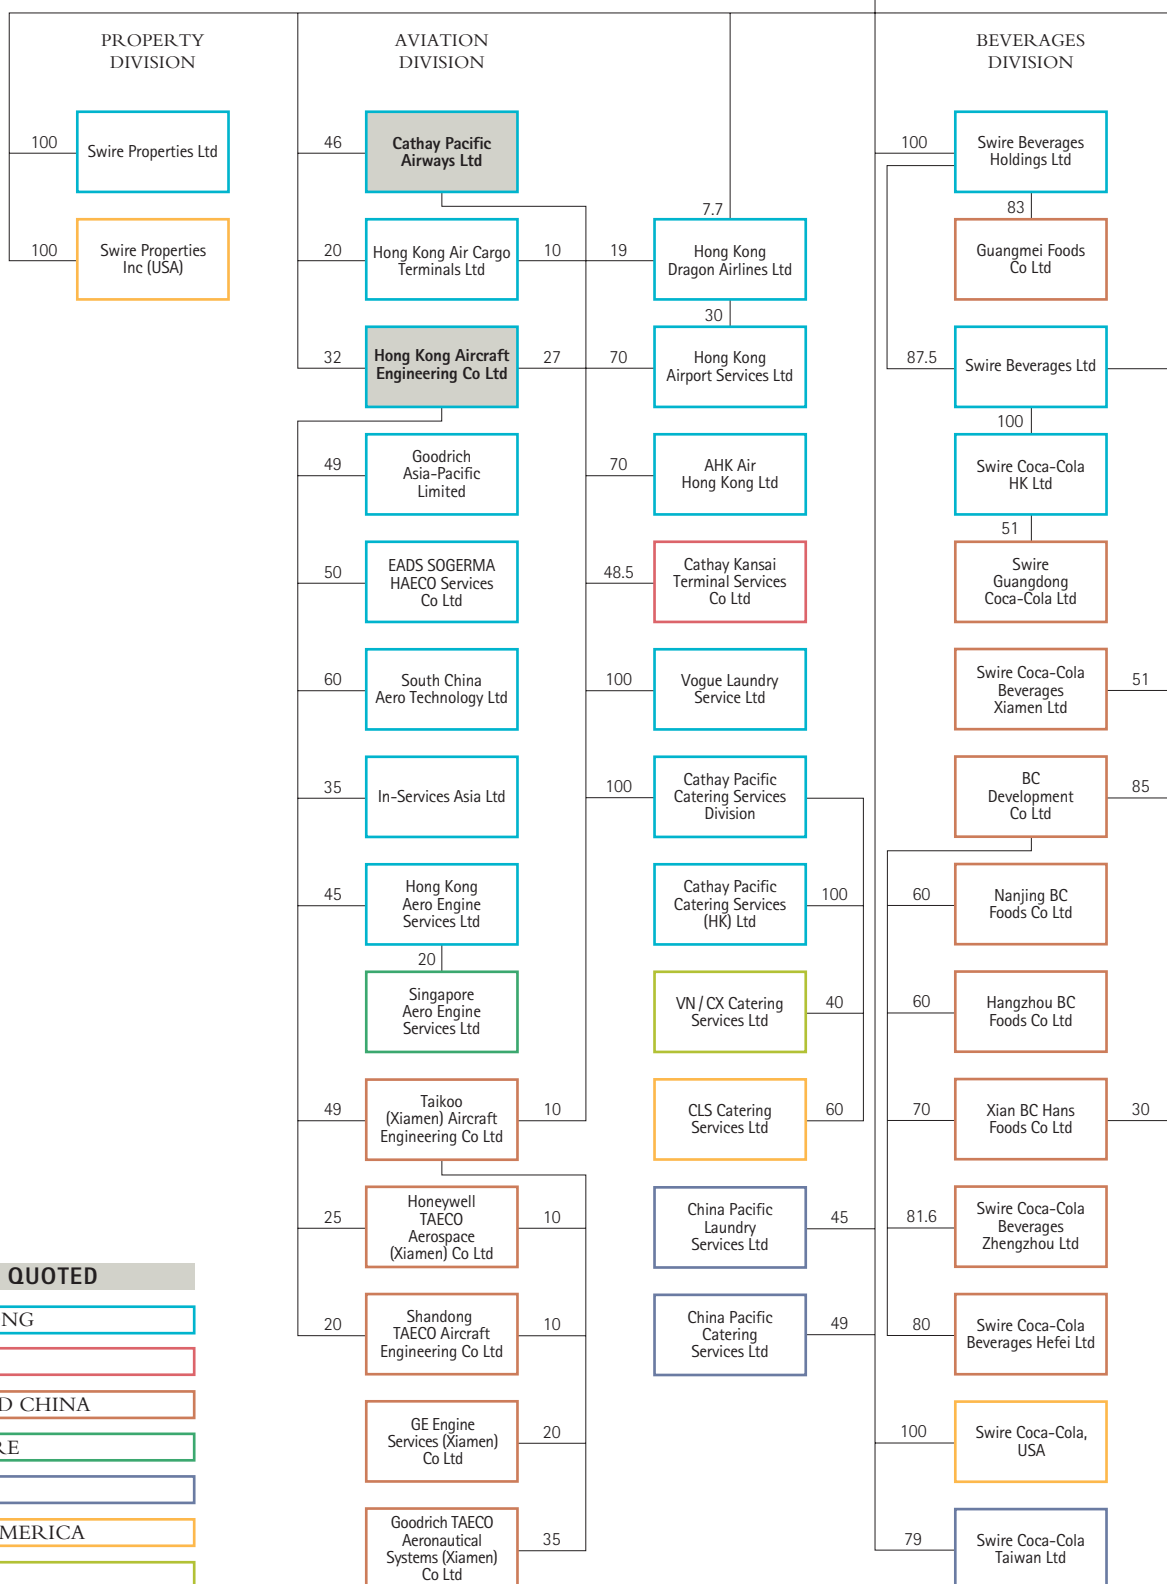 PROPERTY
DIVISION
100
Swire Properties Ltd
100
Swire Properties
Inc (USA)
AVIATION
DIVISION
46
Cathay Pacific
Airways Ltd
20
Hong Kong Air Cargo
Terminals Ltd
10
32
Hong Kong Aircraft
Engineering Co Ltd
27
49
Goodrich
Asia-Pacific
Limited
50
EADS SOGERMA
HAECO Services
Co Ltd
60
South China
Aero Technology Ltd
35
In-Services Asia Ltd
45
Hong Kong
Aero Engine
Services Ltd
20
Singapore
Aero Engine
Services Ltd
49
Taikoo
(Xiamen) Aircraft
Engineering Co Ltd
10
25
Honeywell
TAECO
Aerospace
(Xiamen) Co Ltd
10
20
Shandong
TAECO Aircraft
Engineering Co Ltd
10
GE Engine
Services (Xiamen)
Co Ltd
20
Goodrich TAECO
Aeronautical
Systems (Xiamen)
Co Ltd
35
7.7
19
Hong Kong
Dragon Airlines Ltd
30
70
Hong Kong
Airport Services Ltd
70
AHK Air
Hong Kong Ltd
48.5
Cathay Kansai
Terminal Services
Co Ltd
100
Vogue Laundry
Service Ltd
100
Cathay Pacific
Catering Services
Division
Cathay Pacific
Catering Services
(HK) Ltd
100
VN / CX Catering
Services Ltd
40
CLS Catering
Services Ltd
60
China Pacific
Laundry
Services Ltd
45
China Pacific
Catering
Services Ltd
49
BEVERAGES
DIVISION
100
Swire Beverages
Holdings Ltd
83
Guangmei Foods
Co Ltd
87.5
Swire Beverages Ltd
100
Swire Coca-Cola
HK Ltd
51
Swire
Guangdong
Coca-Cola Ltd
Swire Coca-Cola
Beverages
Xiamen Ltd
51
BC
Development
Co Ltd
85
60
Nanjing BC
Foods Co Ltd
60
Hangzhou BC
Foods Co Ltd
70
Xian BC Hans
Foods Co Ltd
30
81.6
Swire Coca-Cola
Beverages
Zhengzhou Ltd
80
Swire Coca-Cola
Beverages Hefei Ltd
100
Swire Coca-Cola,
USA
79
Swire Coca-Cola
Taiwan Ltd
QUOTED
NG
D CHINA
RE
MERICA